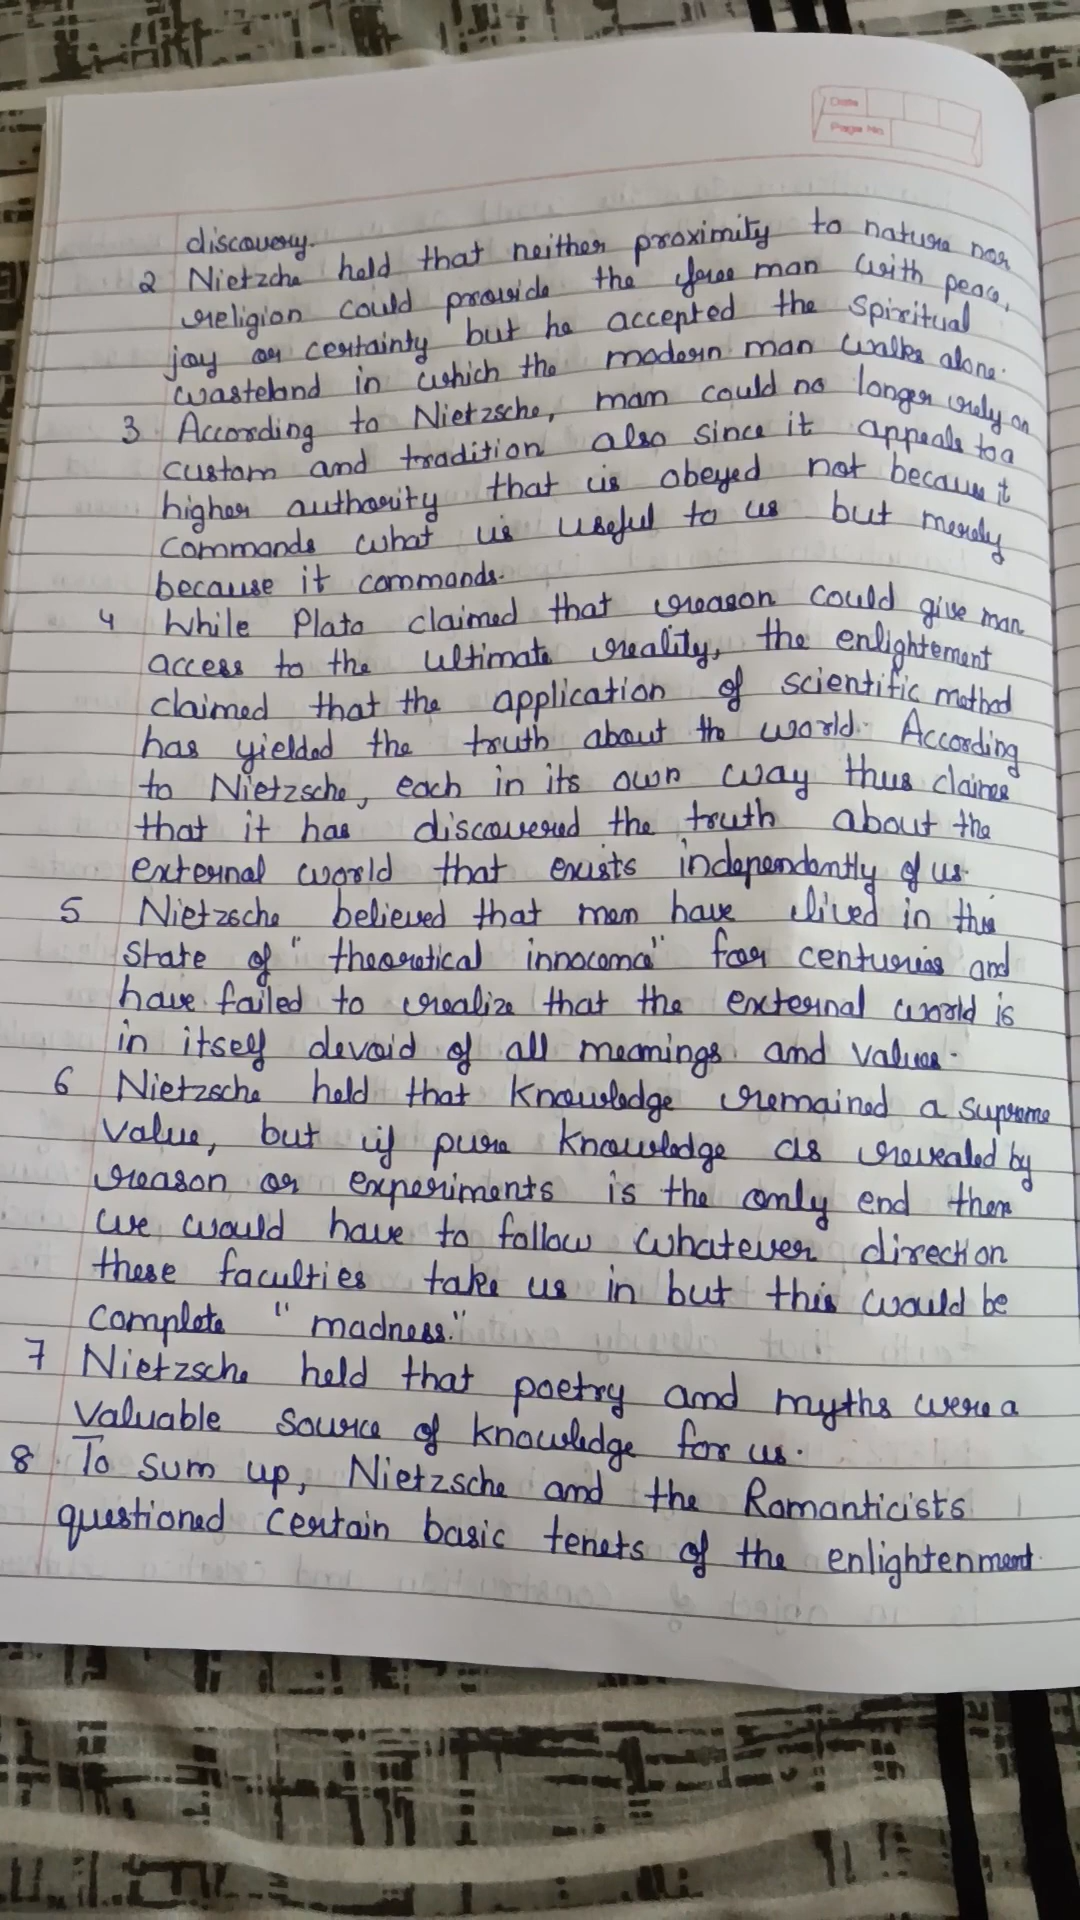 Date
Page No
discovery.
2 Nietzche held that neither proximity to nature nor
religion could provide the free man with peace,
joy or certainty but he accepted the spiritual
wasteland in which the modern man walks alone.
3 According to Nietzsche, man could no longer rely on
custom and tradition also since it appeals to a
higher authority that is obeyed not because it
commands what is useful to us but merely
because it commands.
4 While Plato claimed that reason could give man
access to the ultimate reality, the enlightement
claimed that the application of scientific method
has yielded the truth about the world. According
to Nietzsche, each in its own way thus claims
that it has discovered the truth about the
external world that exists independently of us.
5 Nietzsche believed that men have lived in this
state of "theoretical innocence" for centuries and
have failed to realize that the external world is
in itself devoid of all meanings and values.
6 Nietzsche held that knowledge remained a supreme
value, but if pure knowledge as revealed by
reason or experiments is the only end then
we would have to follow whatever direction
these faculties take us in but this would be
complete "madness."
7 Nietzsche held that poetry and myths were a
valuable source of knowledge for us.
8 To sum up, Nietzsche and the Romanticists
questioned certain basic tenets of the enlightenment.